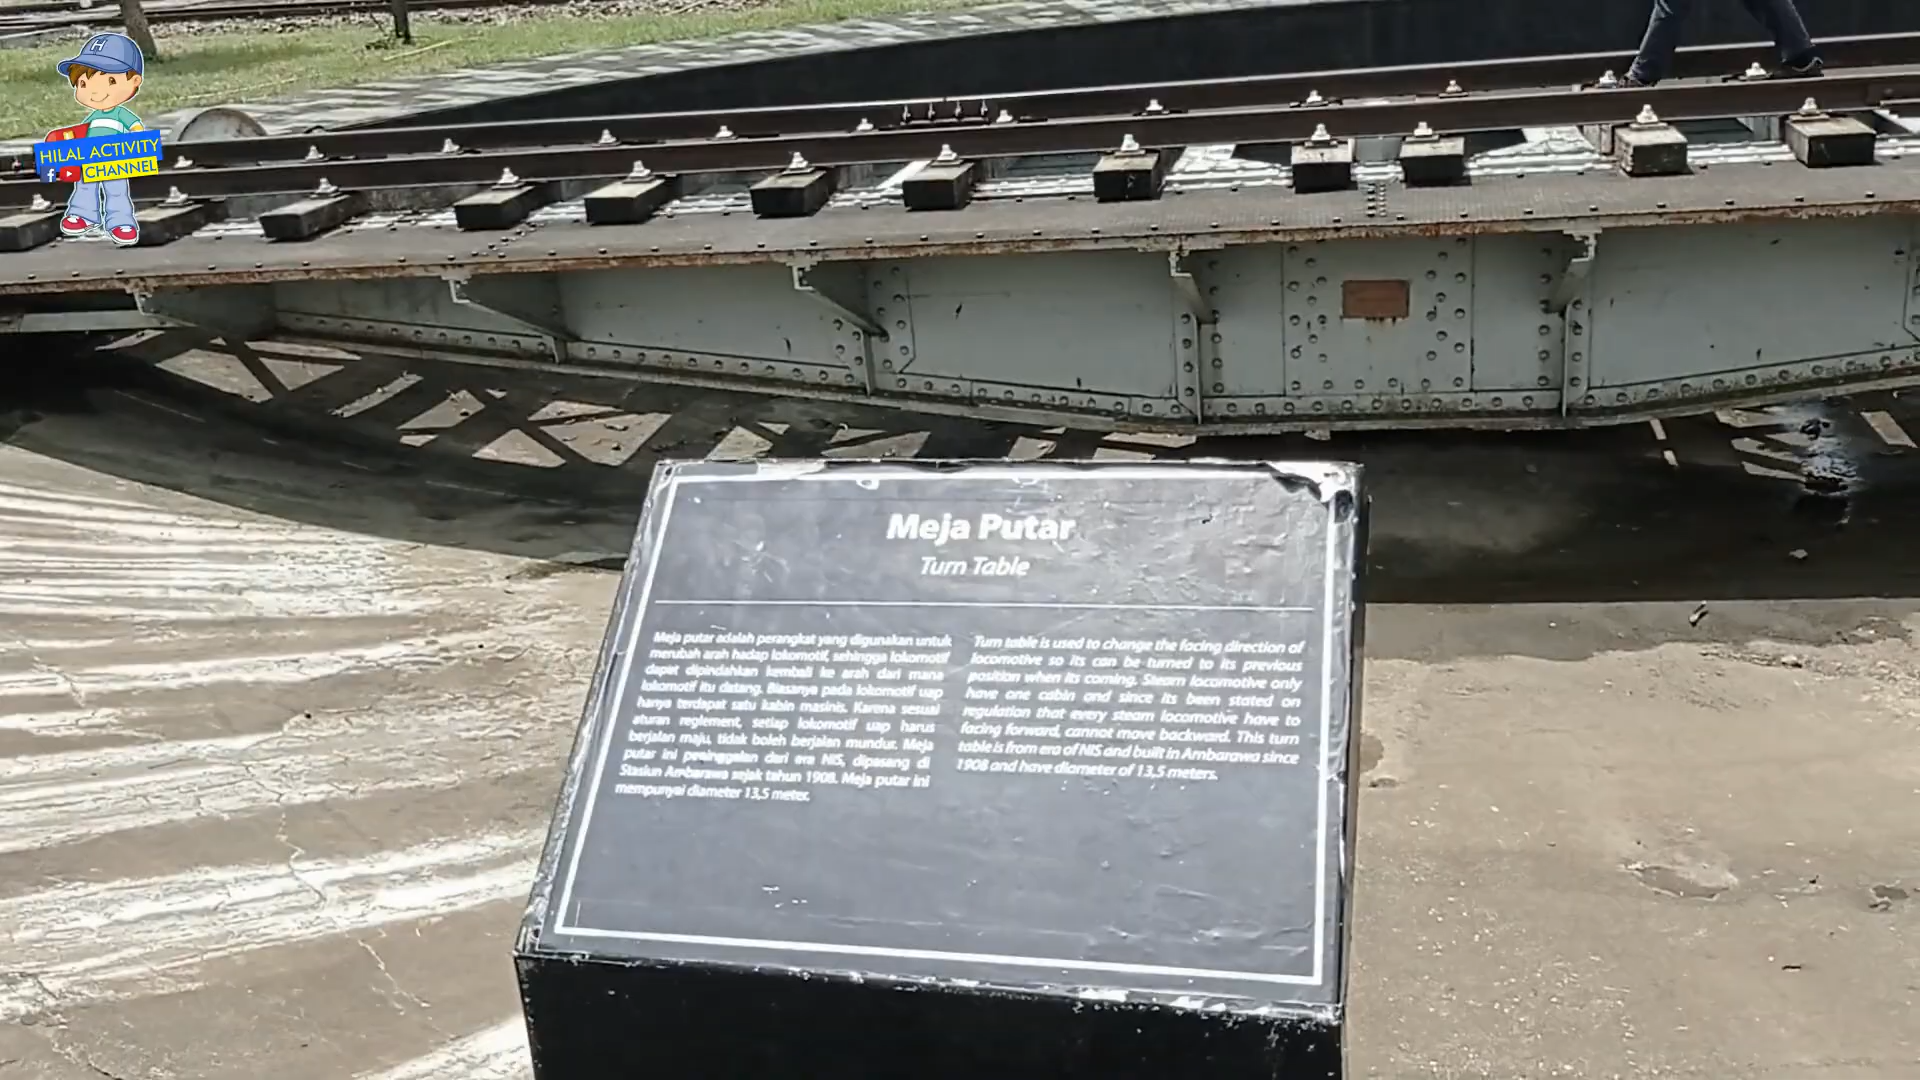 H
HILAL ACTIVITY
CHANNEL
Meja Putar
Turn Table
Meja putar adalah perangkat yang digunakan untuk
merubah arah hadap lokomotif, sehingga lokomotif
dapat dipindahkan kembali ke arah dari mana
lokomotif itu datang. Biasanya pada lokomotif uap
hanya terdapat satu kabin masinis. Karena sesuai
aturan reglement, setiap lokomotif uap harus
berjalan maju, tidak boleh berjalan mundur. Meja
putar ini peninggalan dari era NIS, dipasang di
Stasiun Ambarawa sejak tahun 1908. Meja putar ini
mempunyai diameter 13,5 meter.
Turn table is used to change the facing direction of
locomotive so its can be turned to its previous
position when its coming. Steam locomotive only
have one cabin and since its been stated on
regulation that every steam locomotive have to
facing forward, cannot move backward. This turn
table is from era of NIS and built in Ambarawa since
1908 and have diameter of 13,5 meters.